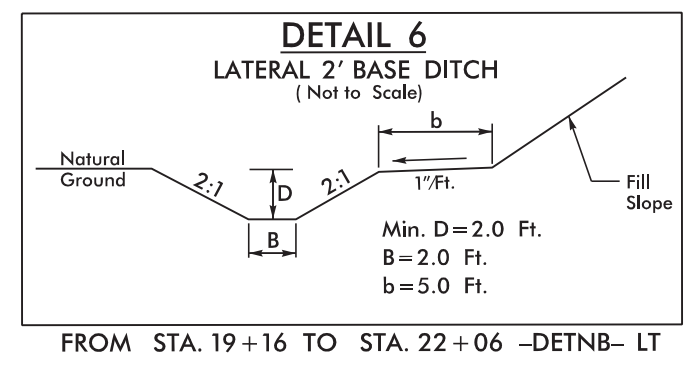 DETAIL 6
LATERAL 2' BASE DITCH
( Not to Scale)
b
Natural
Ground
2:1
D
2:1
1"/Ft.
Fill
Slope
B
Min. D=2.0 Ft.
B=2.0 Ft.
b=5.0 Ft.
FROM STA. 19+16 TO STA. 22+06 -DETNB- LT